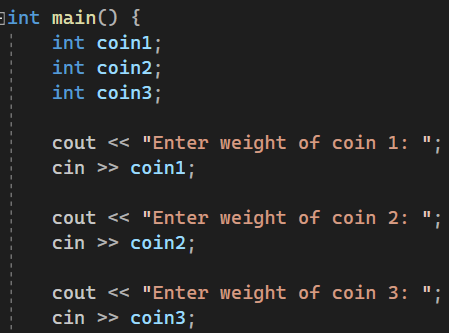 int main() {
    int coin1;
    int coin2;
    int coin3;

    cout << "Enter weight of coin 1: ";
    cin >> coin1;

    cout << "Enter weight of coin 2: ";
    cin >> coin2;

    cout << "Enter weight of coin 3: ";
    cin >> coin3;